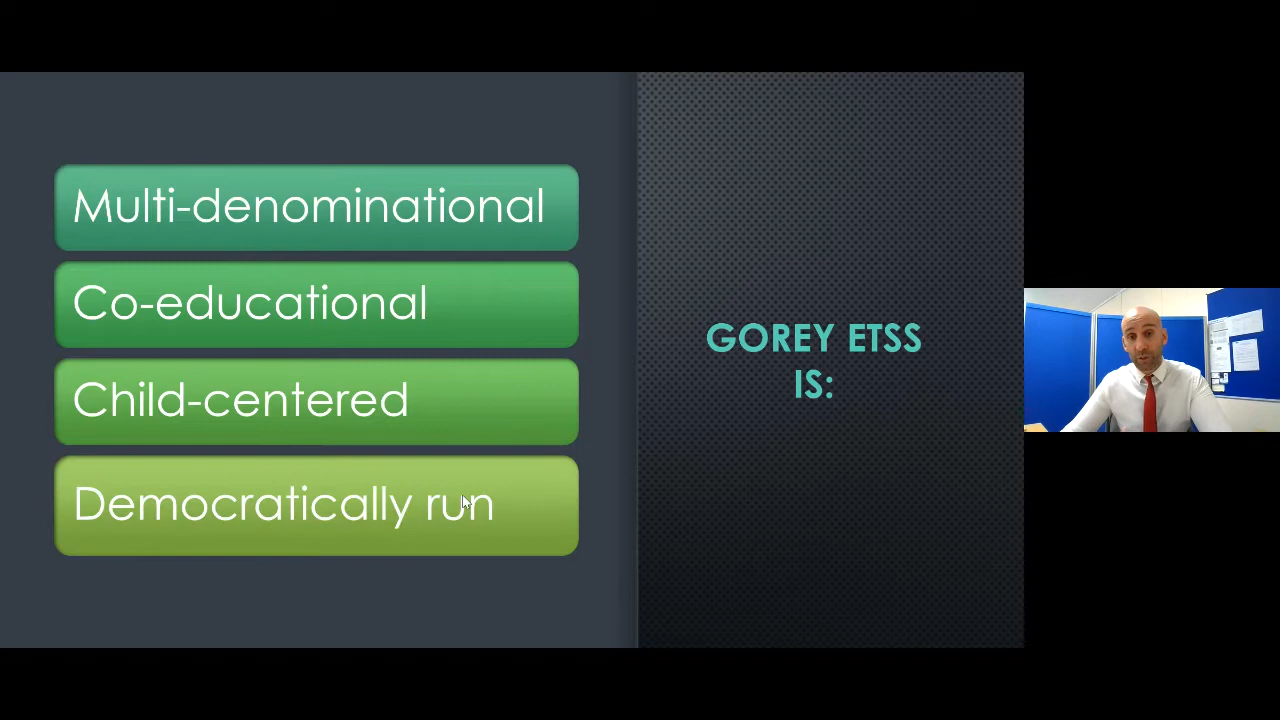 Multi-denominational
Co-educational
Child-centered
Democratically run
GOREY ETSS
IS: